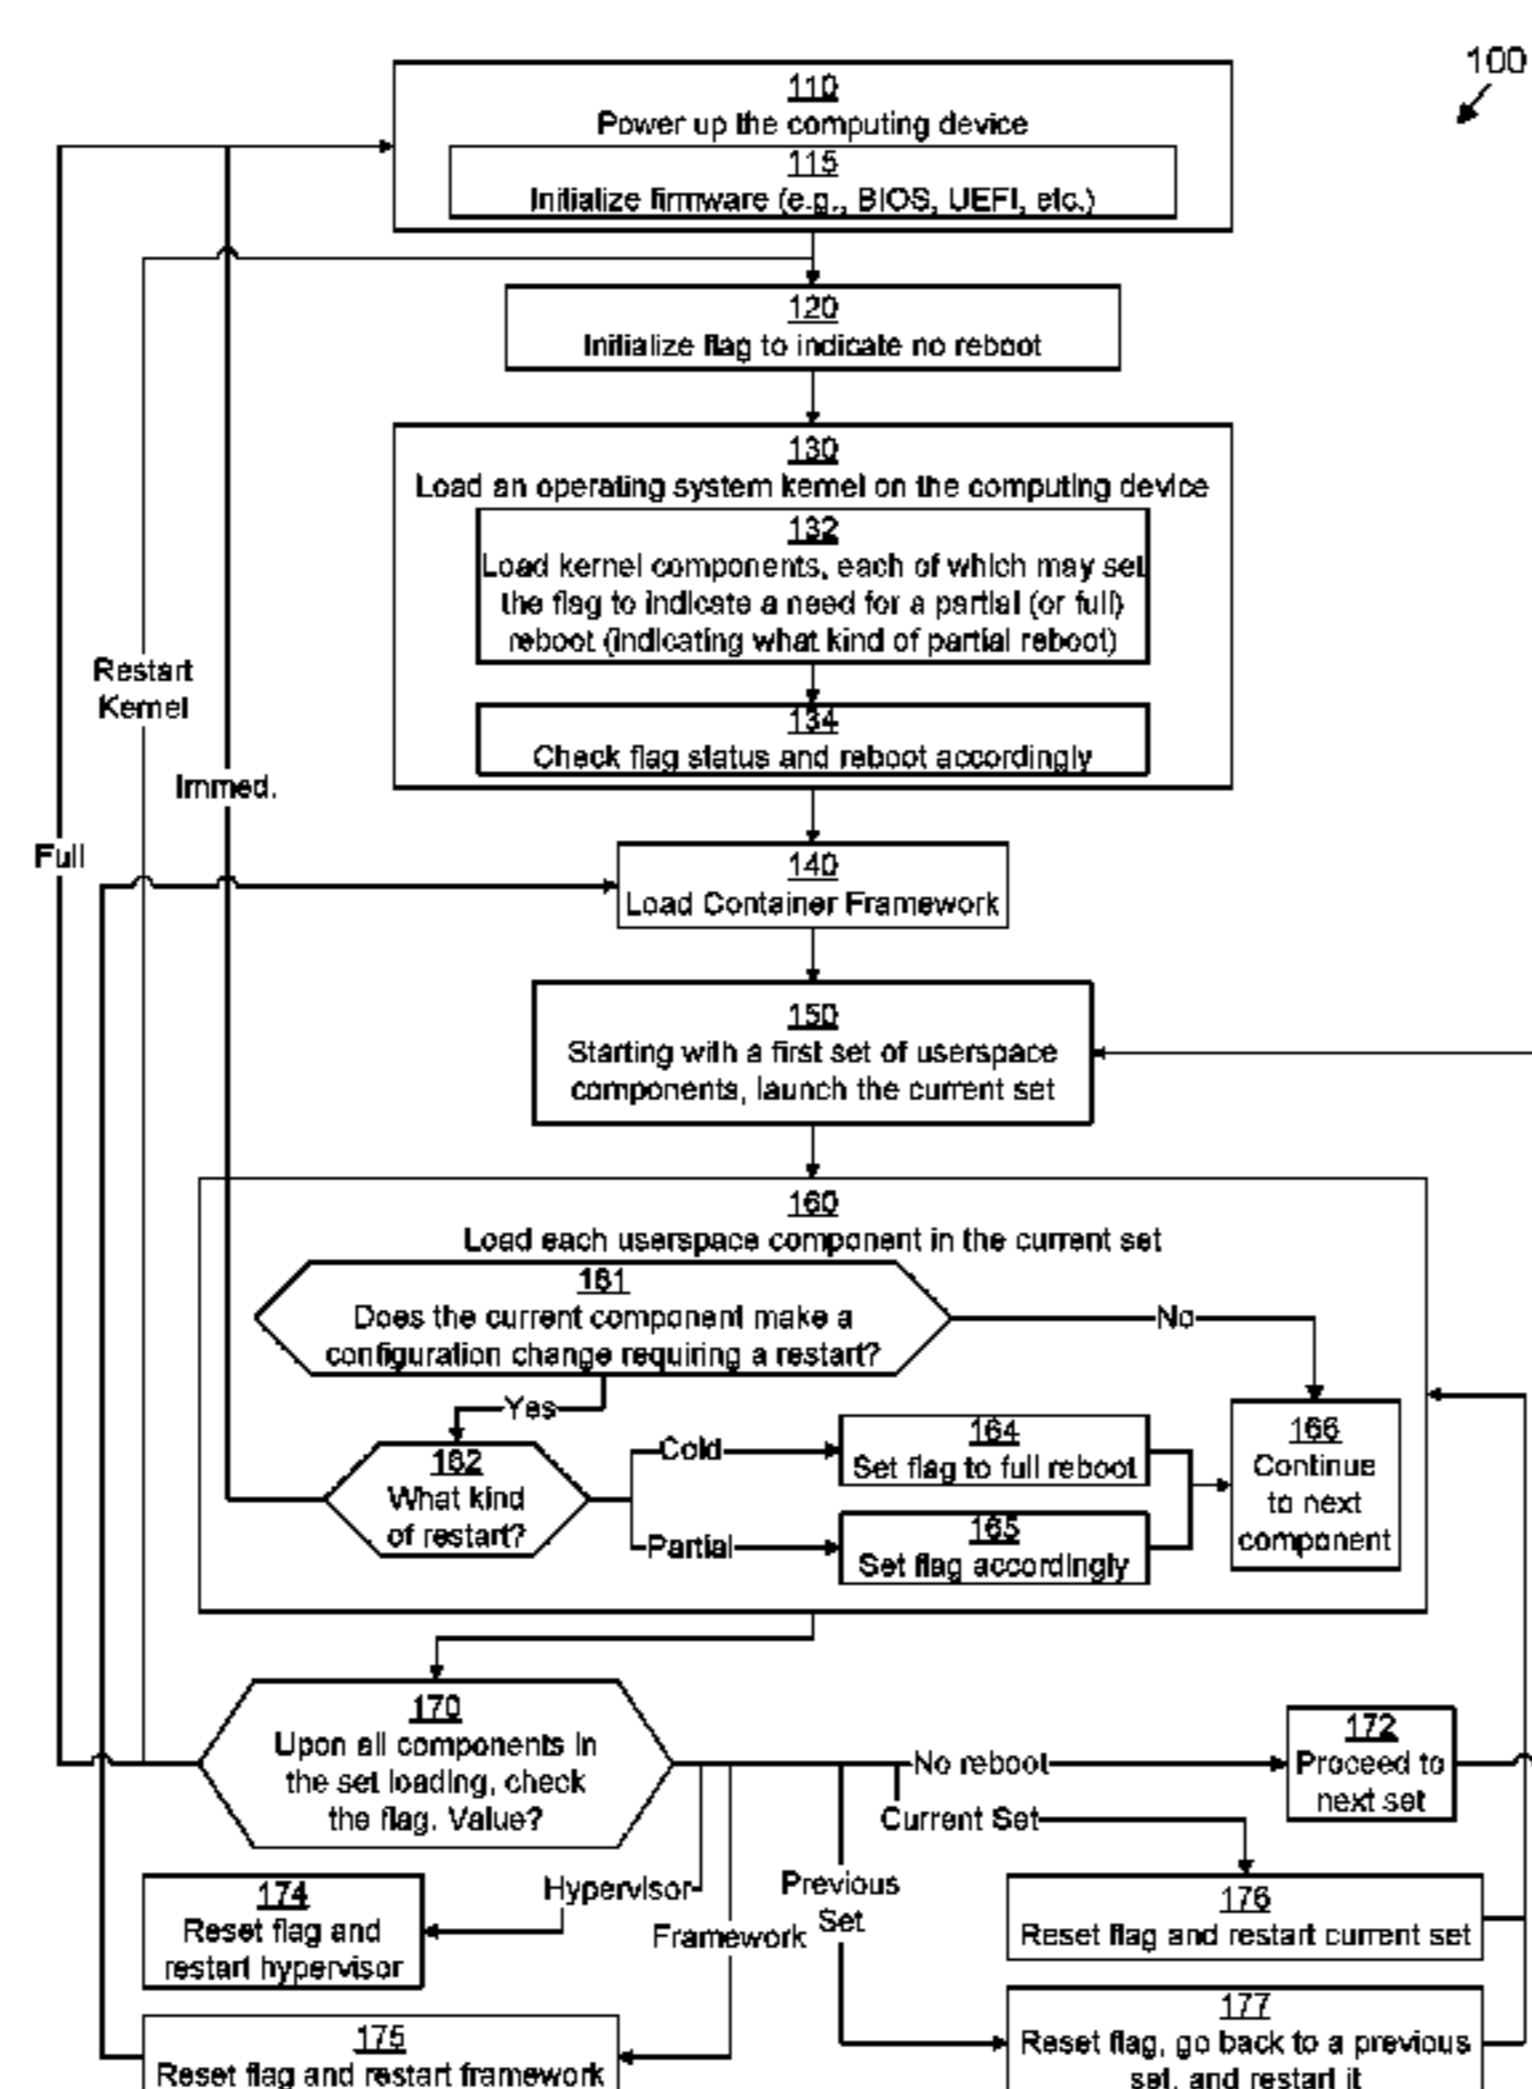 100
110
Power up the computing device
115
Initialize firmware (e.g., BIOS, UEFI, etc.)
120
Initialize flag to indicate no reboot
130
Load an operating system kernel on the computing device
132
Load kernel components, each of which may set
the flag to indicate a need for a partial (or full)
reboot (indicating what kind of partial reboot)
134
Check flag status and reboot accordingly
Restart
Kernel
Immed.
Full
140
Load Container Framework
150
Starting with a first set of userspace
components, launch the current set
160
Load each userspace component in the current set
161
Does the current component make a
configuration change requiring a restart?
No
Yes
162
What kind
of restart?
Cold
164
Set flag to full reboot
Partial
165
Set flag accordingly
166
Continue
to next
component
170
Upon all components in
the set loading, check
the flag. Value?
No reboot
172
Proceed to
next set
Current Set
Hypervisor
Previous
Set
Framework
174
Reset flag and
restart hypervisor
176
Reset flag and restart current set
175
Reset flag and restart framework
177
Reset flag, go back to a previous
set, and restart it